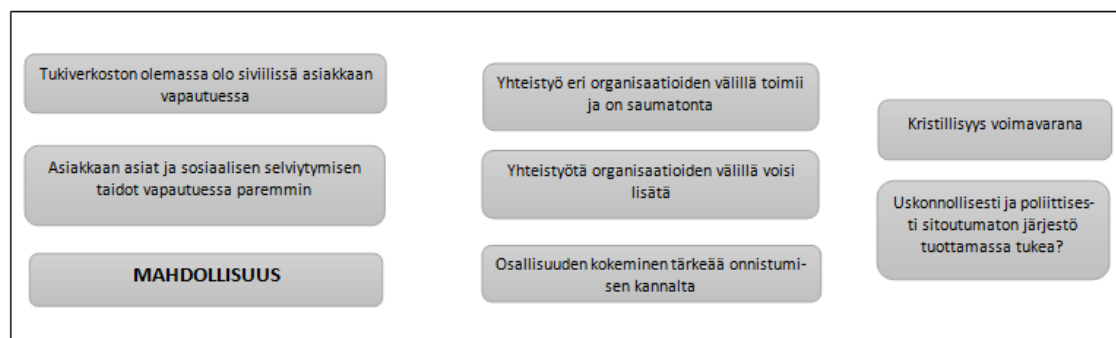 Tukiverkoston olemassa olo siviilissä asiakkaan
vapautuessa
Asiakkaan asiat ja sosiaalisen selviytymisen
taidot vapautuessa paremmin
MAHDOLLISUUS
Yhteistyö eri organisaatioiden välillä toimii
ja on saumatonta
Yhteistyötä organisaatioiden välillä voisi
lisätä
Osallisuuden kokeminen tärkeää onnistumi-
sen kannalta
Kristillisyys voimavarana
Uskonnollisesti ja poliittises-
ti sitoutumaton järjestö
tuottamassa tukea?